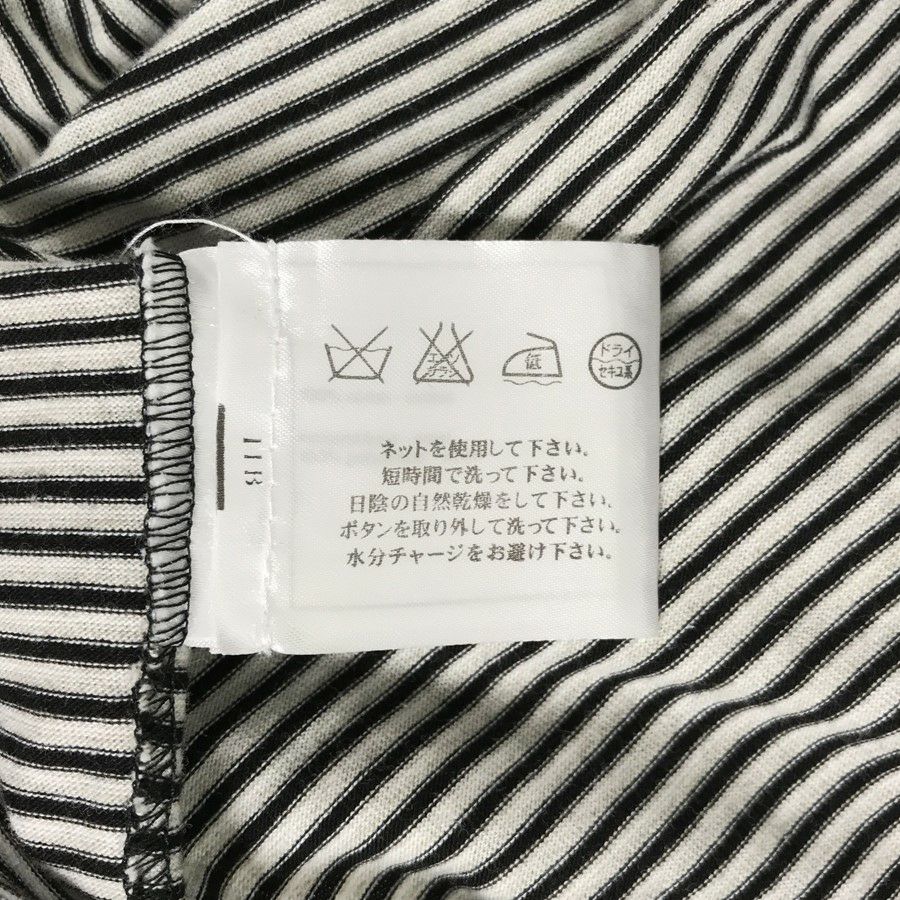 エンソ
サラシ
低
ドライ
セキユ系
ネットを使用して下さい。
短時間で洗って下さい。
日陰の自然乾燥をして下さい。
ボタンを取り外して洗って下さい。
水分チャージをお避け下さい。
11B